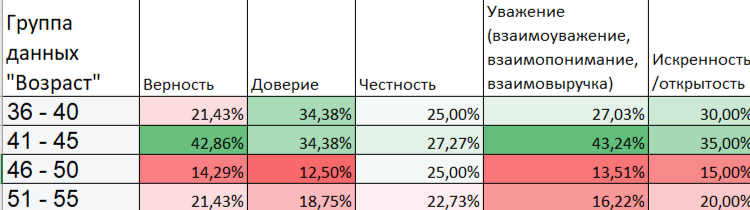 Группа данных "Возраст" Верность Доверие Честность Уважение (взаимоуважение, взаимопонимание, взаимовыручка) Искренность /открытость
36 - 40 21,43% 34,38% 25,00% 27,03% 30,00%
41 - 45 42,86% 34,38% 27,27% 43,24% 35,00%
46 - 50 14,29% 12,50% 25,00% 13,51% 15,00%
51 - 55 21,43% 18,75% 22,73% 16,22% 20,00%